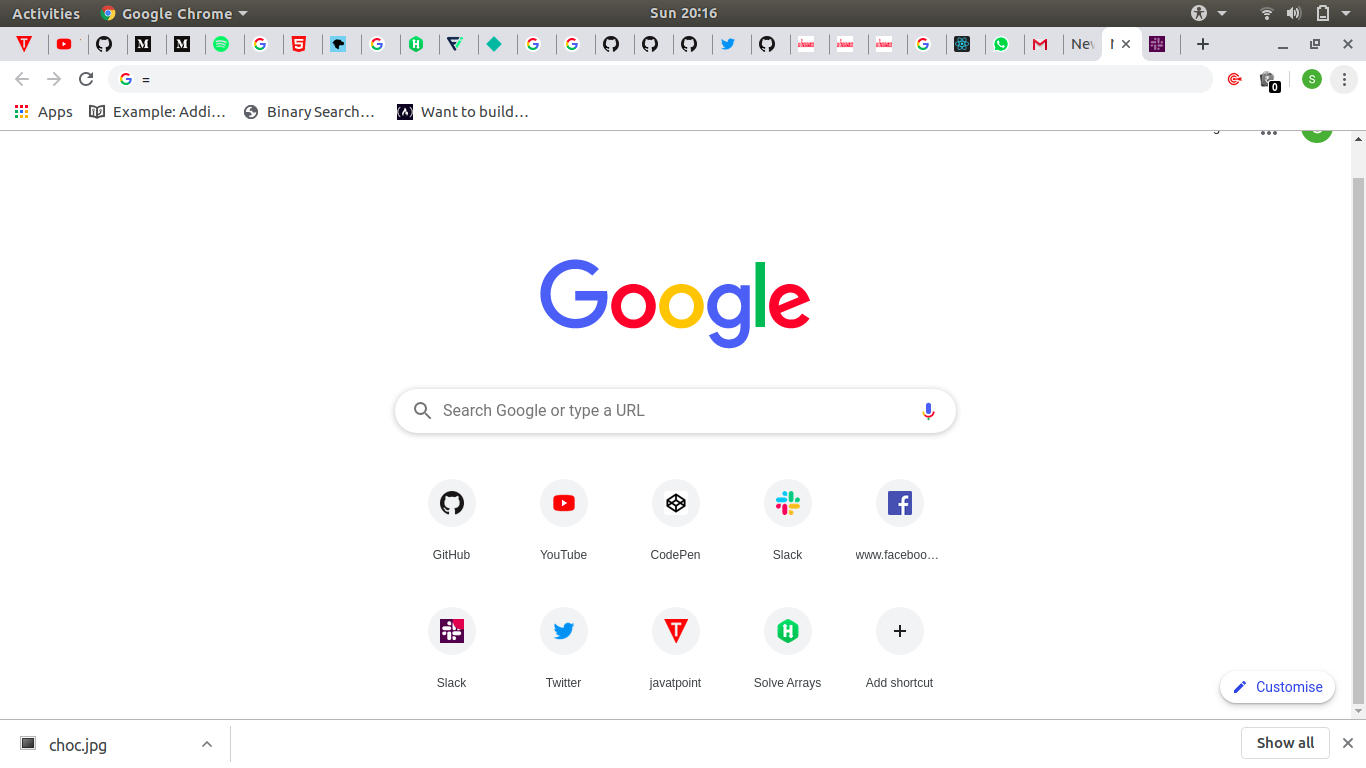 Activities Google Chrome Sun 20:16
New
=
S
0
Apps Example: Addi... Binary Search... Want to build...
Google
Search Google or type a URL
GitHub YouTube CodePen Slack www.faceboo...
Slack Twitter javatpoint Solve Arrays Add shortcut
Customise
choc.jpg Show all